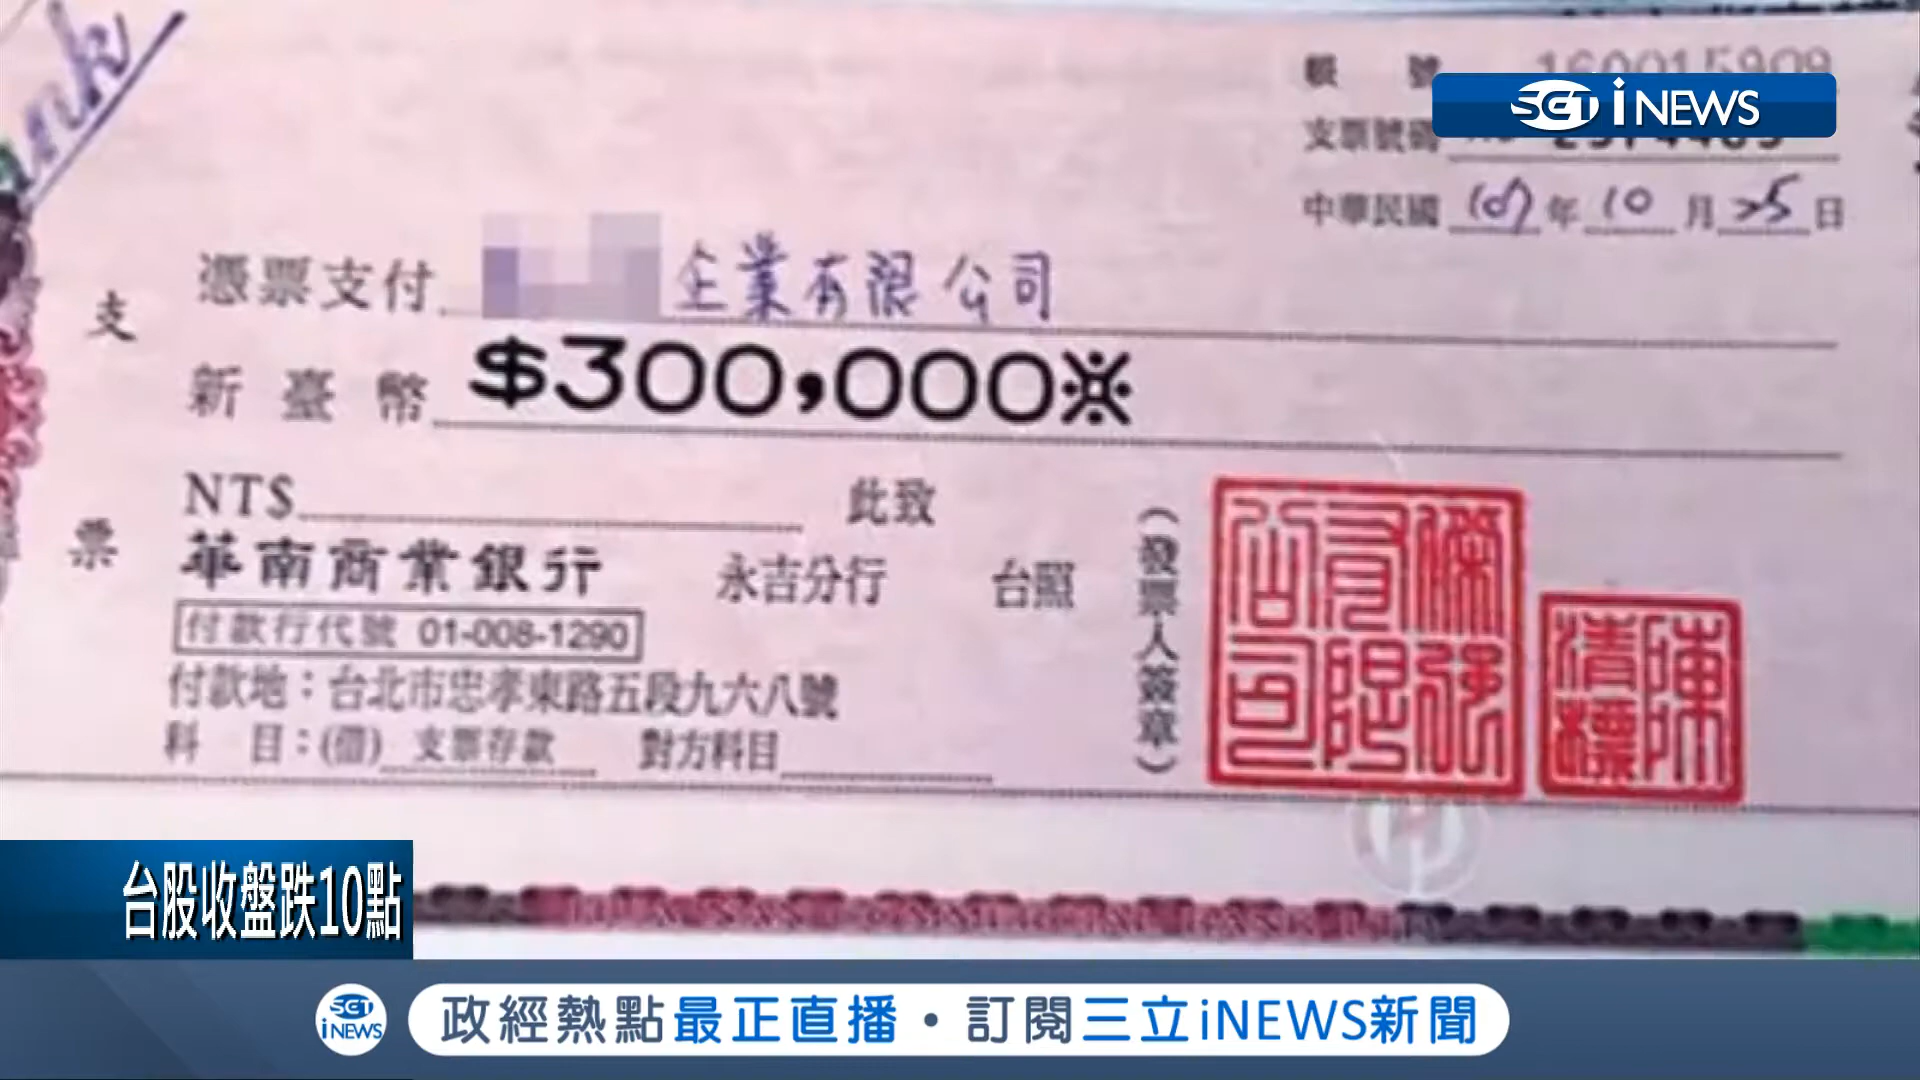 帳 號 160015909
SET iNEWS
支票號碼
中華民國 107 年 10 月 25 日
憑票支付 企業有限公司
新臺幣 $300,000※
支票
NT$ 此致
華南商業銀行 永吉分行 台照
付款行代號 01-008-1290
付款地：台北市忠孝東路五段九六八號
科 目：(借) 支票存款 對方科目
(發票人簽章)
有限公司
陳清標
台股收盤跌10點
SET iNEWS
政經熱點最正直播・訂閱三立iNEWS新聞